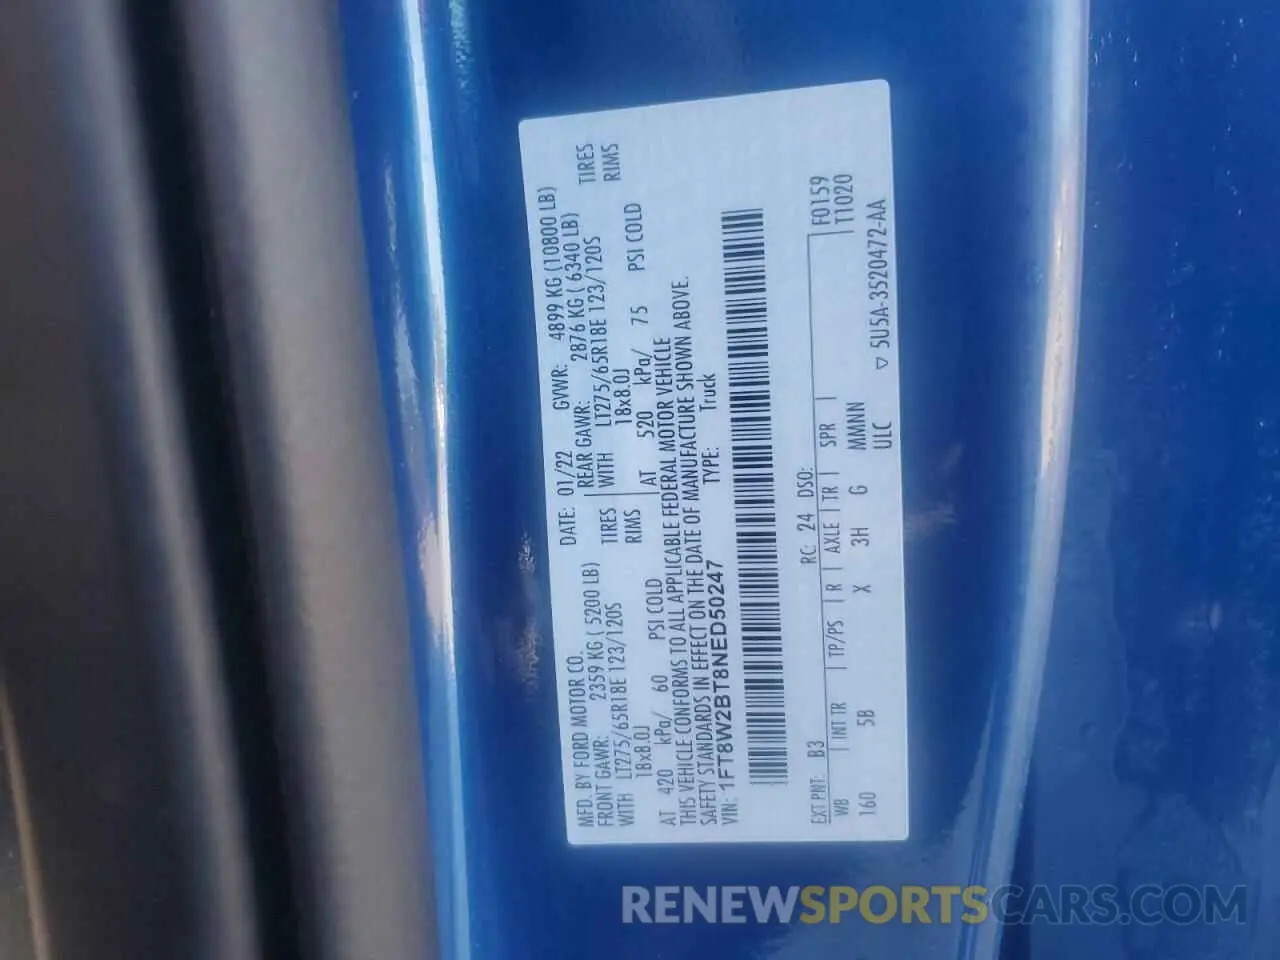 MFD. BY FORD MOTOR CO.
DATE: 01/22 GVWR: 4899 KG (10800 LB)
FRONT GAWR: 2359 KG ( 5200 LB)
REAR GAWR: 2876 KG ( 6340 LB)
WITH LT275/65R18E 123/120S TIRES
WITH LT275/65R18E 123/120S TIRES
18x8.0J RIMS
18x8.0J RIMS
AT 420 kPa/ 60 PSI COLD
AT 520 kPa/ 75 PSI COLD
THIS VEHICLE CONFORMS TO ALL APPLICABLE FEDERAL MOTOR VEHICLE
SAFETY STANDARDS IN EFFECT ON THE DATE OF MANUFACTURE SHOWN ABOVE.
VIN: 1FT8W2BT8NED50247 TYPE: Truck
EXT PNT: B3 RC: 24 DSO: F0159
WB INT TR TP/PS R AXLE TR SPR T1020
160 5B X 3H G MMNN
ULC
▽ 5U5A-3520472-AA
RENEWSPORTSCARS.COM